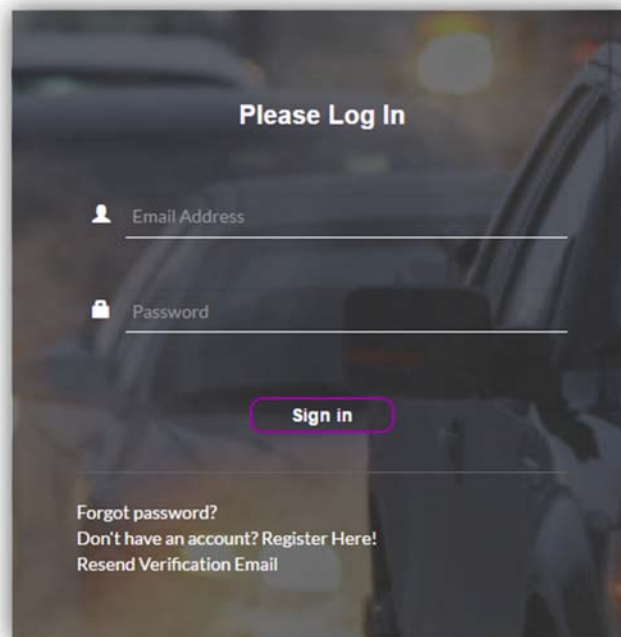 Please Log In
Email Address
Password
Sign in
Forgot password?
Don't have an account? Register Here!
Resend Verification Email